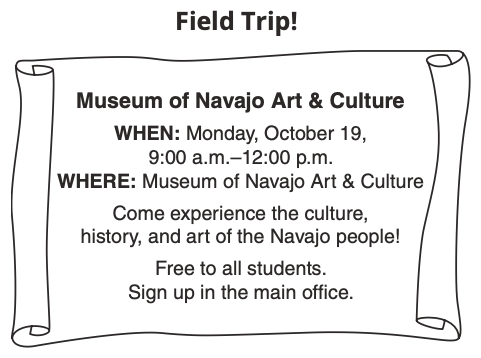 Field Trip!
Museum of Navajo Art & Culture
WHEN: Monday, October 19,
9:00 a.m.–12:00 p.m.
WHERE: Museum of Navajo Art & Culture
Come experience the culture,
history, and art of the Navajo people!
Free to all students.
Sign up in the main office.